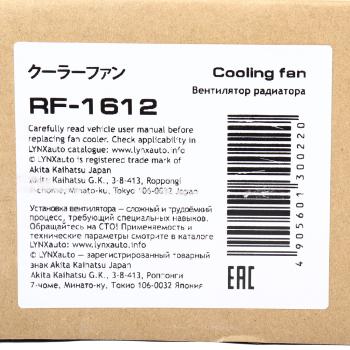 クーラーファン
Cooling fan
Вентилятор радиатора
RF-1612
Carefully read vehicle user manual before
replacing fan cooler. Check applicability in
LYNXauto catalogue: www.lynxauto.info
© LYNXauto is registered trade mark of
Akita Kaihatsu Japan
Akita Kaihatsu G.K., 3-8-413, Roppongi
7-chome, Minato-ku, Tokyo 106-0032 Japan
Установка вентилятора — сложный и трудоёмкий
процесс, требующий специальных навыков.
Обращайтесь на СТО! Применяемость и
технические параметры смотрите в каталоге
LYNXauto: www.lynxauto.info
© LYNXauto — зарегистрированный товарный
знак Akita Kaihatsu Japan
Akita Kaihatsu G.K., 3-8-413, Роппонги
7-чоме, Минато-ку, Токио 106-0032 Япония
4905601300220
EAC